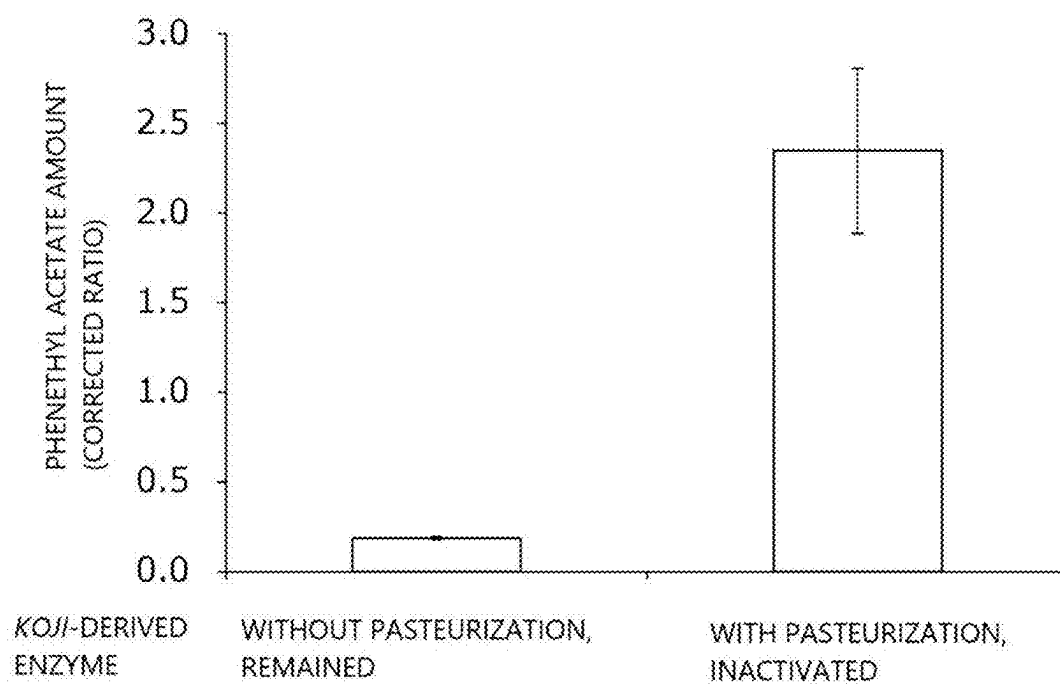 PHENETHYL ACETATE AMOUNT
(CORRECTED RATIO)
3.0
2.5
2.0
1.5
1.0
0.5
0.0
KOJI-DERIVED
ENZYME
WITHOUT PASTEURIZATION,
REMAINED
WITH PASTEURIZATION,
INACTIVATED